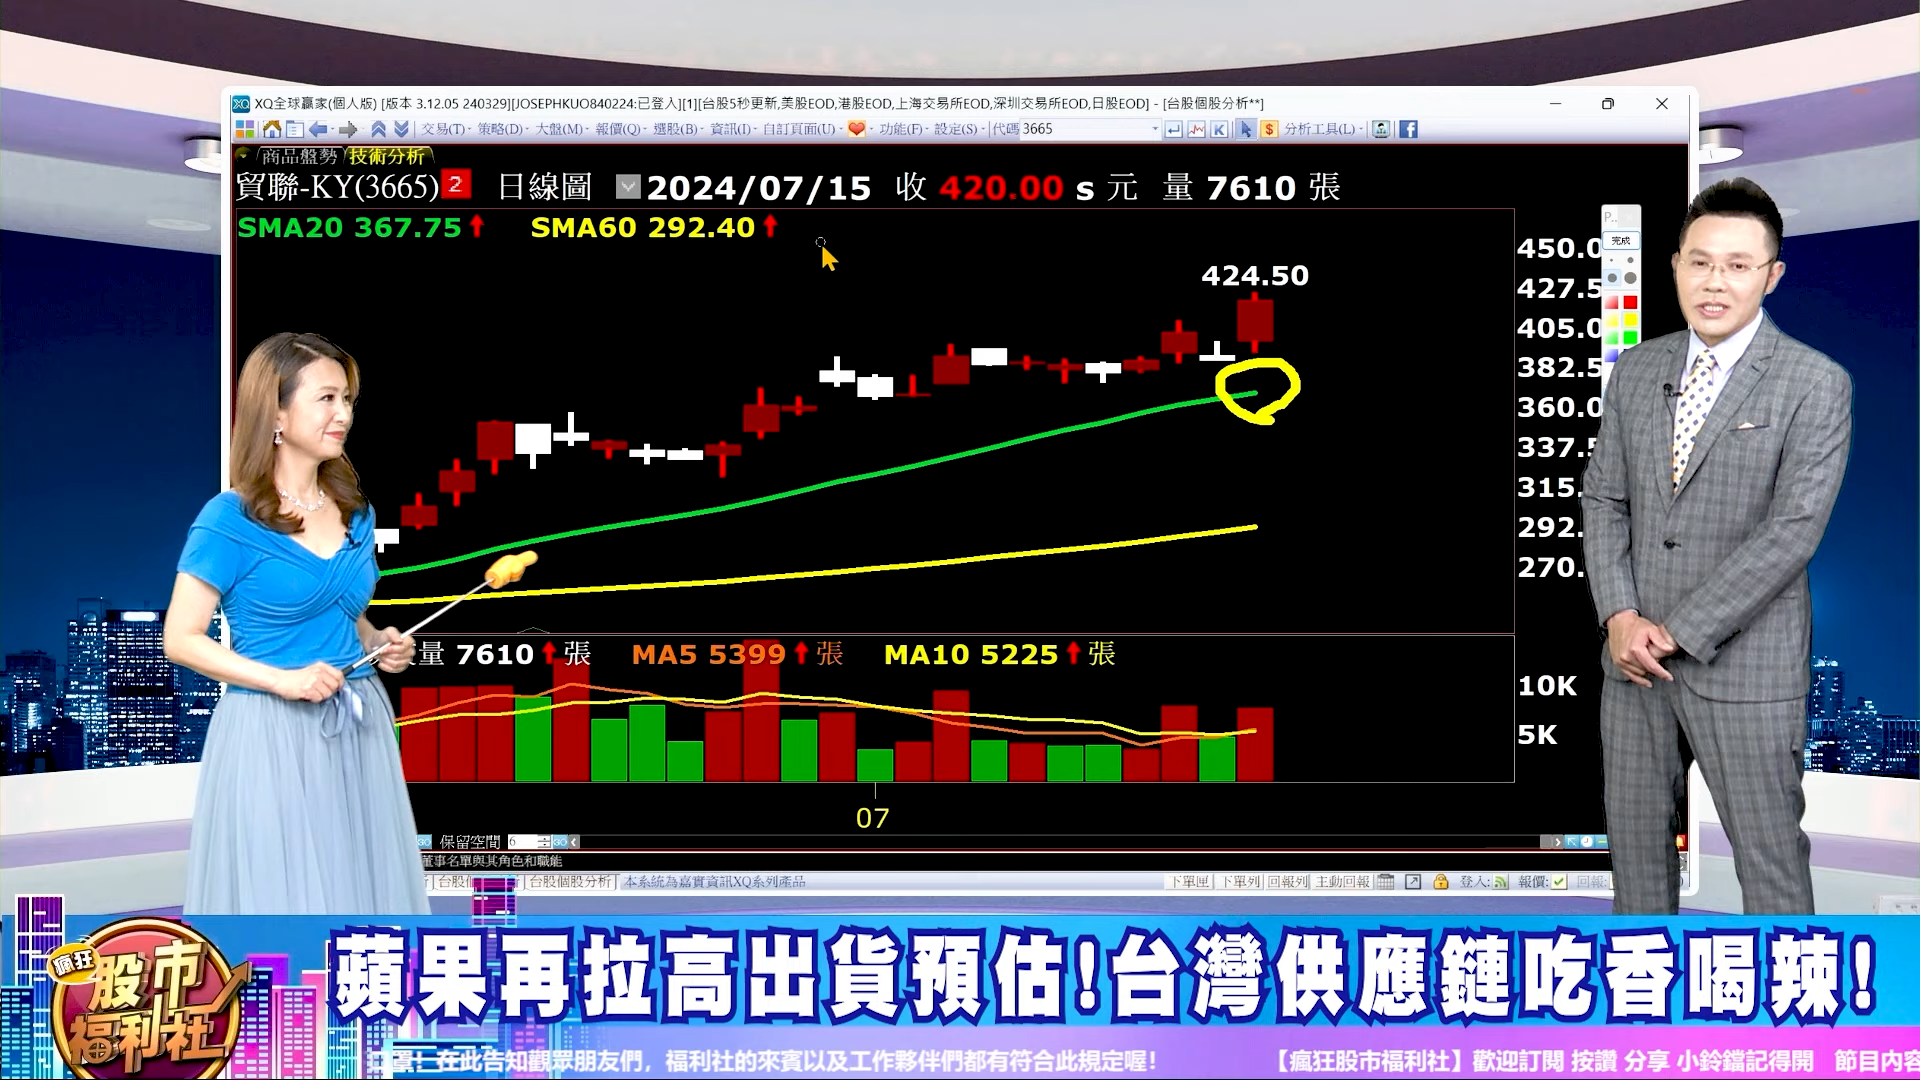 XQ全球贏家(個人版) [版本 3.12.05 240329][JOSEPHKUO840224:已登入][1][台股5秒更新,美股EOD,港股EOD,上海交易所EOD,深圳交易所EOD,日股EOD] - [台股個股分析**]
交易(T) 策略(D) 大盤(M) 報價(Q) 選股(B) 資訊(I) 自訂頁面(U) 功能(F) 設定(S) 代碼 3665 K $ 分析工具(L)
商品盤勢 技術分析
貿聯-KY(3665) 2 日線圖 2024/07/15 收 420.00 s 元 量 7610 張
SMA20 367.75 SMA60 292.40
P..
完成
424.50
450.0
427.5
405.0
382.5
360.0
337.5
315.
292.
270.
量 7610 張 MA5 5399 張 MA10 5225 張
10K
5K
07
保留空間 6
董事名單與其角色和職能
台股個股分析 本系統為嘉實資訊XQ系列產品
下單匣 下單列 回報列 主動回報 登入: 報價: 回報:
瘋狂
股市
福利社
蘋果再拉高出貨預估!台灣供應鏈吃香喝辣!
口罩! 在此告知觀眾朋友們，福利社的來賓以及工作夥伴們都有符合此規定喔! 【瘋狂股市福利社】歡迎訂閱 按讚 分享 小鈴鐺記得開 節目內容